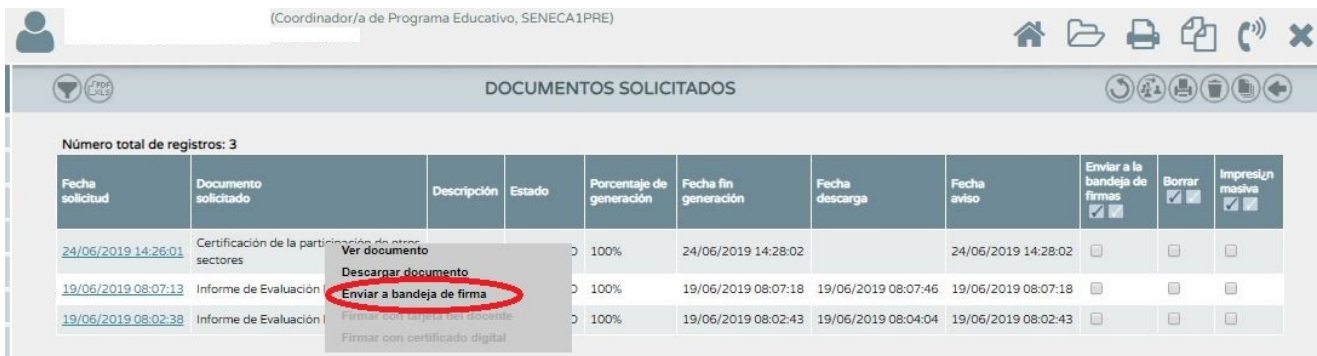 (Coordinador/a de Programa Educativo, SENECA1PRE)
PDF
XLS
DOCUMENTOS SOLICITADOS
Número total de registros: 3
Fecha solicitud
Documento solicitado
Descripción
Estado
Porcentaje de generación
Fecha fin generación
Fecha descarga
Fecha aviso
Enviar a la bandeja de firmas
Borrar
Impresi¿n masiva
24/06/2019 14:26:01 Certificación de la participación de otros sectores O 100% 24/06/2019 14:28:02 24/06/2019 14:28:02
19/06/2019 08:07:13 Informe de Evaluación O 100% 19/06/2019 08:07:18 19/06/2019 08:07:46 19/06/2019 08:07:18
19/06/2019 08:02:38 Informe de Evaluación O 100% 19/06/2019 08:02:43 19/06/2019 08:04:04 19/06/2019 08:02:43
Ver documento
Descargar documento
Enviar a bandeja de firma
Firmar con tarjeta del docente
Firmar con certificado digital